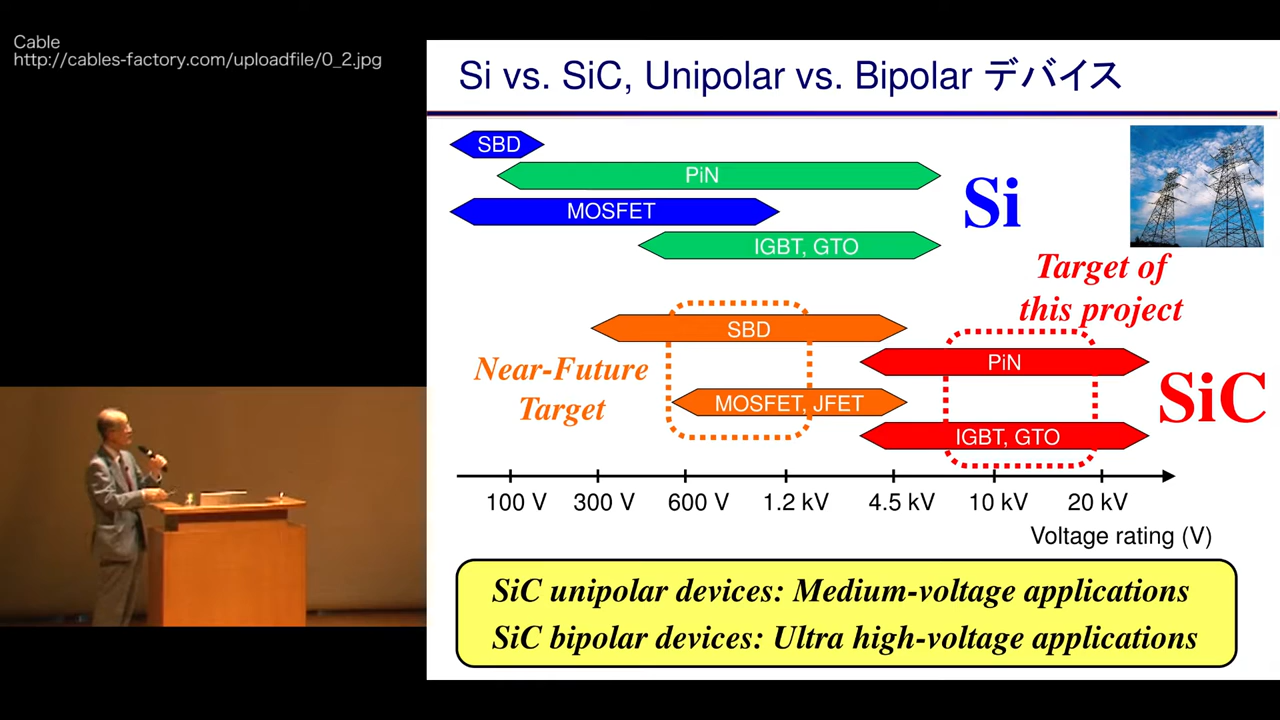 Cable
http://cables-factory.com/uploadfile/0_2.jpg
Si vs. SiC, Unipolar vs. Bipolar デバイス
SBD
PiN
MOSFET
IGBT, GTO
Si
Target of
this project
SBD
PiN
Near-Future
Target
MOSFET, JFET
IGBT, GTO
SiC
100 V 300 V 600 V 1.2 kV 4.5 kV 10 kV 20 kV
Voltage rating (V)
SiC unipolar devices: Medium-voltage applications
SiC bipolar devices: Ultra high-voltage applications